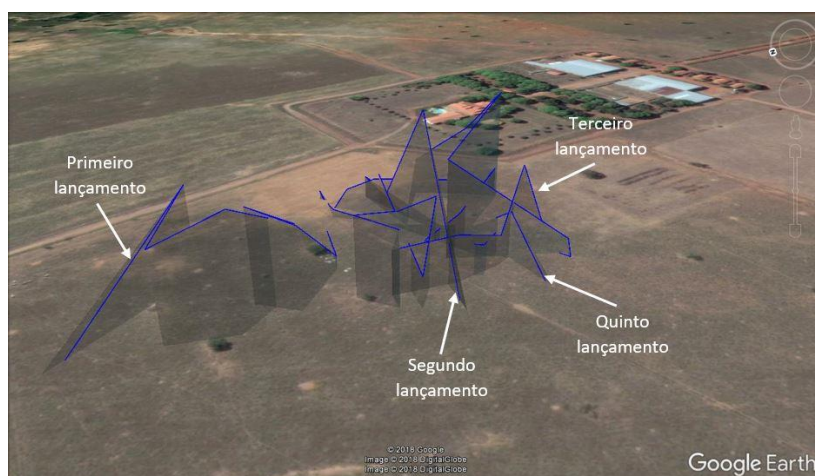 Primeiro
lançamento
Terceiro
lançamento
Quinto
lançamento
Segundo
lançamento
© 2018 Google
Image © 2018 DigitalGlobe
Image © 2018 DigitalGlobe
Google Earth